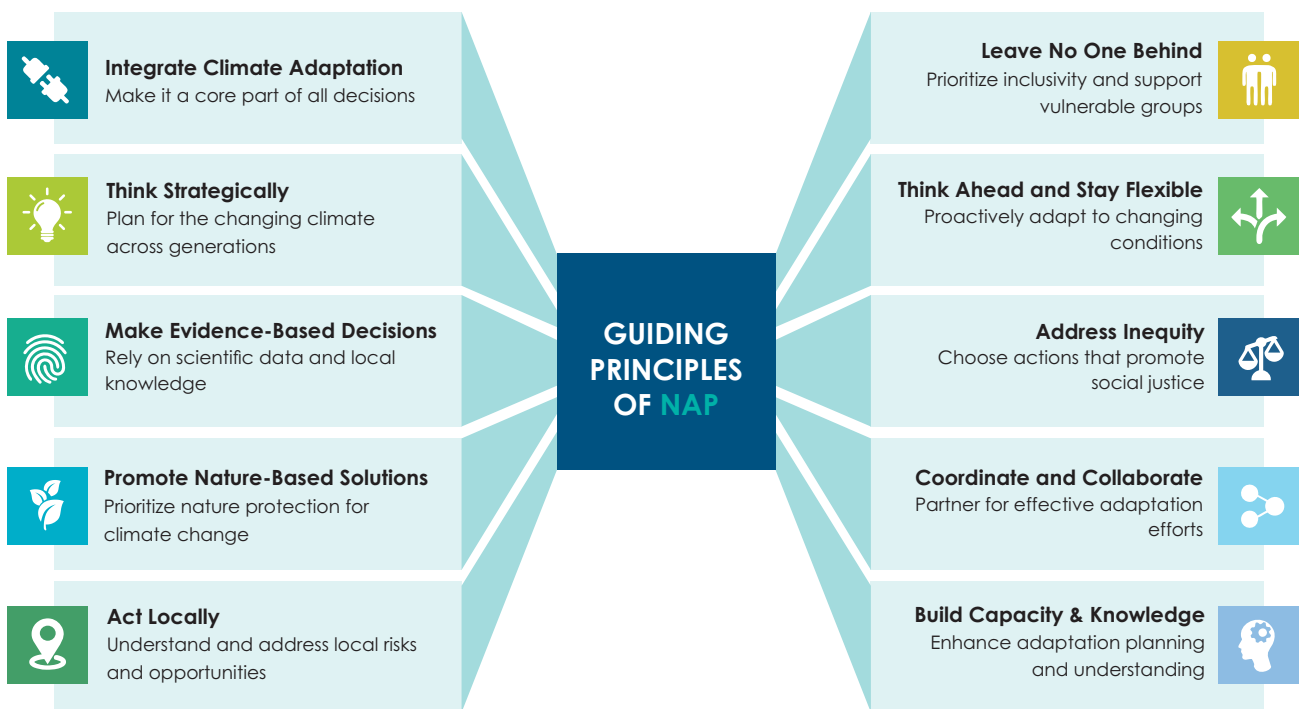 Integrate Climate Adaptation
Make it a core part of all decisions
Think Strategically
Plan for the changing climate
across generations
Make Evidence-Based Decisions
Rely on scientific data and local
knowledge
Promote Nature-Based Solutions
Prioritize nature protection for
climate change
Act Locally
Understand and address local risks
and opportunities
GUIDING
PRINCIPLES
OF NAP
Leave No One Behind
Prioritize inclusivity and support
vulnerable groups
Think Ahead and Stay Flexible
Proactively adapt to changing
conditions
Address Inequity
Choose actions that promote
social justice
Coordinate and Collaborate
Partner for effective adaptation
efforts
Build Capacity & Knowledge
Enhance adaptation planning
and understanding